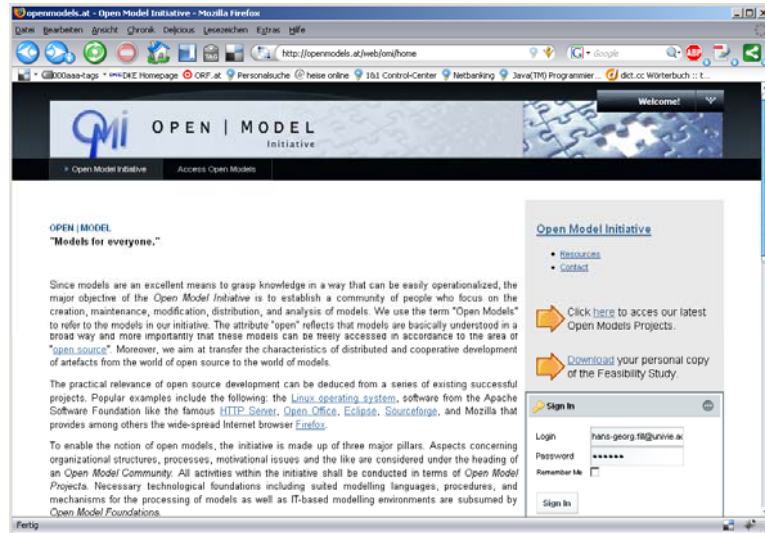 openmodels.at - Open Model Initiative - Mozilla Firefox
Datei Bearbeiten Ansicht Chronik Delicious Lesezeichen Extras Hilfe
http://openmodels.at/web/omi/home
Google
000aaa-tags DKE Homepage ORF.at Personalsuche heise online 1&1 Control-Center Netbanking Java(TM) Programmier... dict.cc Wörterbuch :: t...
Welcome!
OMi OPEN | MODEL
Initiative
Open Model Initiative Access Open Models
OPEN | MODEL
"Models for everyone."
Since models are an excellent means to grasp knowledge in a way that can be easily operationalized, the
major objective of the Open Model Initiative is to establish a community of people who focus on the
creation, maintenance, modification, distribution, and analysis of models. We use the term "Open Models"
to refer to the models in our initiative. The attribute "open" reflects that models are basically understood in a
broad way and more importantly that these models can be freely accessed in accordance to the area of
"open source". Moreover, we aim at transfer the characteristics of distributed and cooperative development
of artefacts from the world of open source to the world of models.
The practical relevance of open source development can be deduced from a series of existing successful
projects. Popular examples include the following: the Linux operating system, software from the Apache
Software Foundation like the famous HTTP Server, Open Office, Eclipse, Sourceforge, and Mozilla that
provides among others the wide-spread Internet browser Firefox.
To enable the notion of open models, the initiative is made up of three major pillars. Aspects concerning
organizational structures, processes, motivational issues and the like are considered under the heading of
an Open Model Community. All activities within the initiative shall be conducted in terms of Open Model
Projects. Necessary technological foundations including suited modelling languages, procedures, and
mechanisms for the processing of models as well as IT-based modelling environments are subsumed by
Open Model Foundations.
Open Model Initiative
Resources
Contact
Click here to acces our latest
Open Models Projects.
Download your personal copy
of the Feasibility Study.
Sign In
Login hans-georg.fill@univie.ac
Password ••••••
Remember Me
Sign In
Fertig